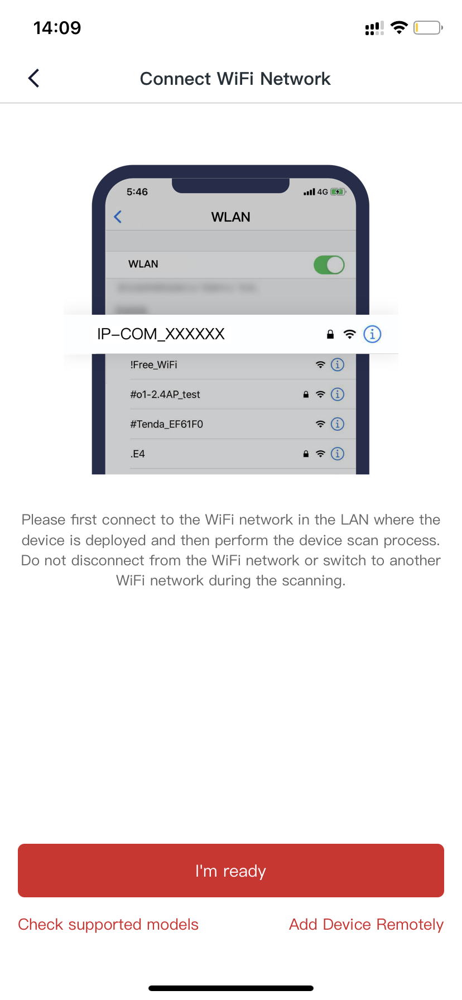 14:09
Connect WiFi Network
5:46
4G
WLAN
WLAN
IP-COM_XXXXXX
!Free_WiFi
#o1-2.4AP_test
#Tenda_EF61F0
.E4
Please first connect to the WiFi network in the LAN where the
device is deployed and then perform the device scan process.
Do not disconnect from the WiFi network or switch to another
WiFi network during the scanning.
I'm ready
Check supported models
Add Device Remotely